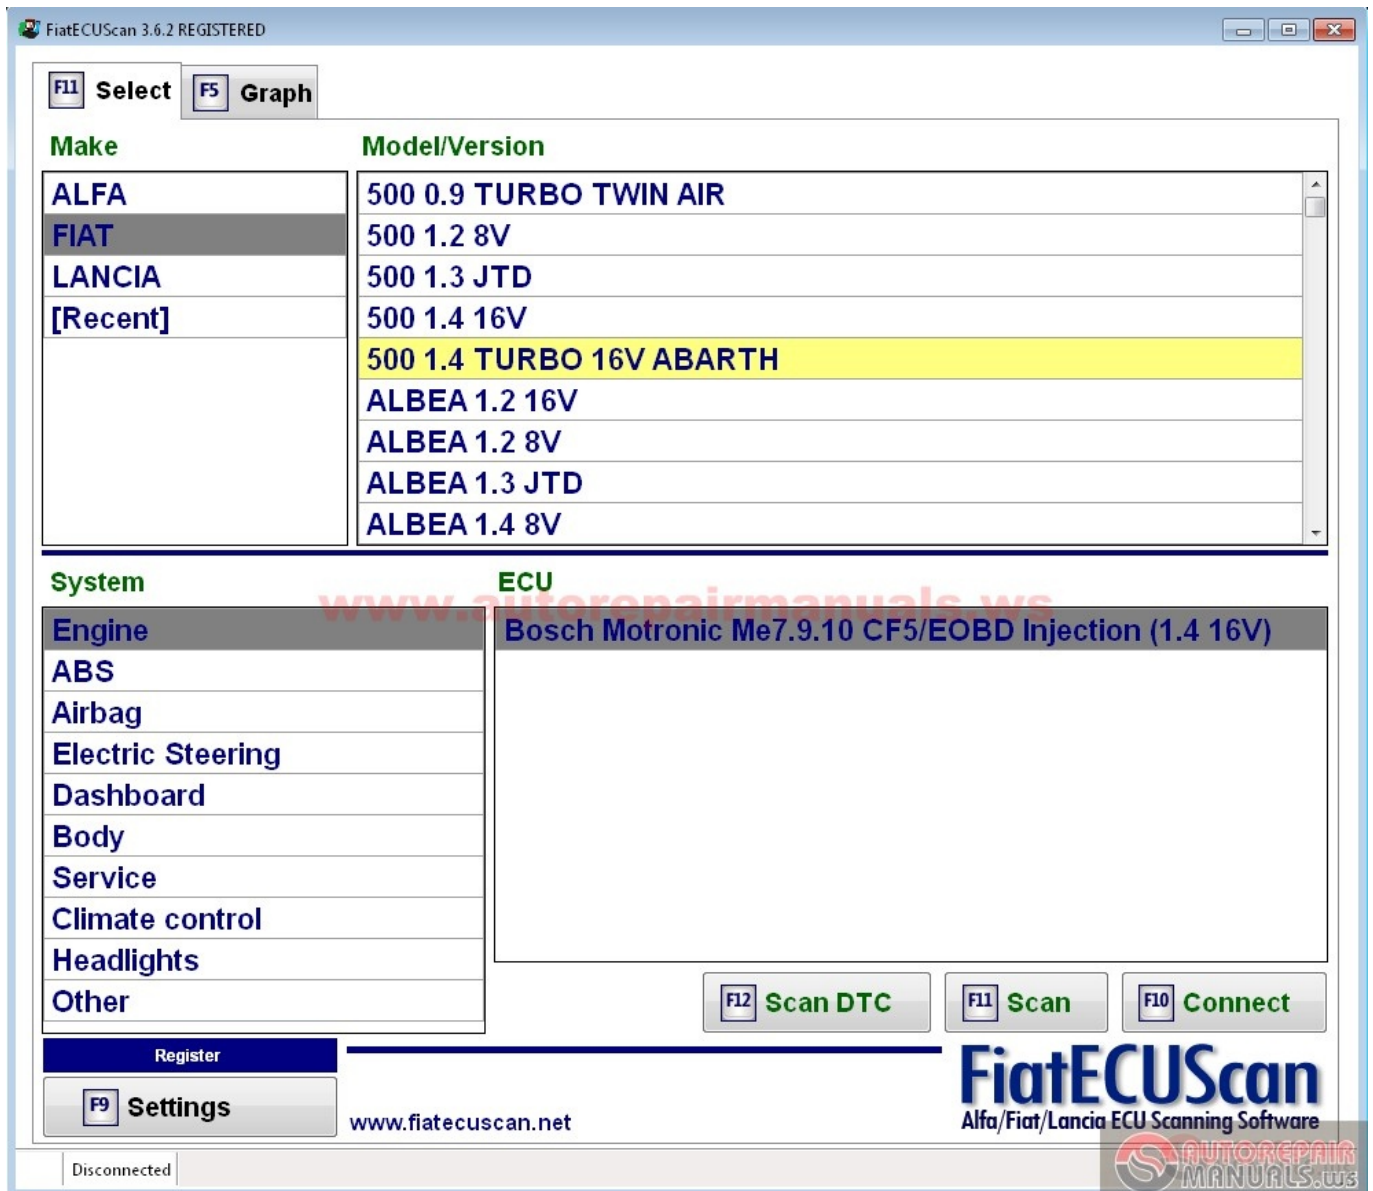 FiatECUScan 3.6.2 REGISTERED
F11 Select
F5 Graph
Make
Model/Version
ALFA
FIAT
LANCIA
[Recent]
500 0.9 TURBO TWIN AIR
500 1.2 8V
500 1.3 JTD
500 1.4 16V
500 1.4 TURBO 16V ABARTH
ALBEA 1.2 16V
ALBEA 1.2 8V
ALBEA 1.3 JTD
ALBEA 1.4 8V
System
ECU
www.autorepairmanuals.ws
Engine
ABS
Airbag
Electric Steering
Dashboard
Body
Service
Climate control
Headlights
Other
Bosch Motronic Me7.9.10 CF5/EOBD Injection (1.4 16V)
F12 Scan DTC
F11 Scan
F10 Connect
Register
F9 Settings
www.fiatecuscan.net
FiatECUScan
Alfa/Fiat/Lancia ECU Scanning Software
Disconnected
AUTOREPAIR
MANUALS.WS